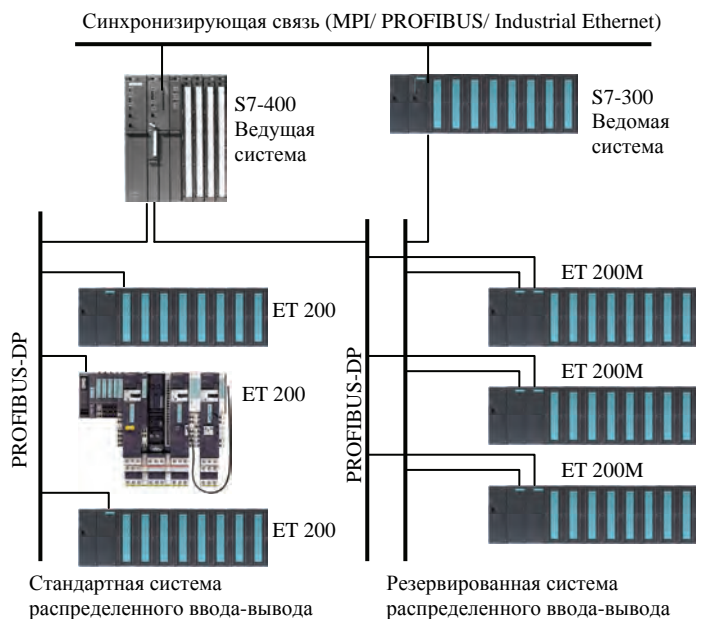 Синхронизирующая связь (MPI/ PROFIBUS/ Industrial Ethernet)
S7-400
Ведущая
система
S7-300
Ведомая
система
PROFIBUS-DP
ET 200
ET 200
ET 200
Стандартная система
распределенного ввода-вывода
PROFIBUS-DP
ET 200M
ET 200M
ET 200M
Резервированная система
распределенного ввода-вывода